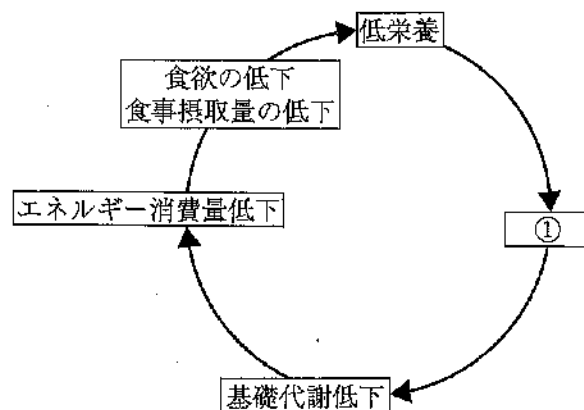 低栄養
食欲の低下
食事摂取量の低下
エネルギー消費量低下
①
基礎代謝低下